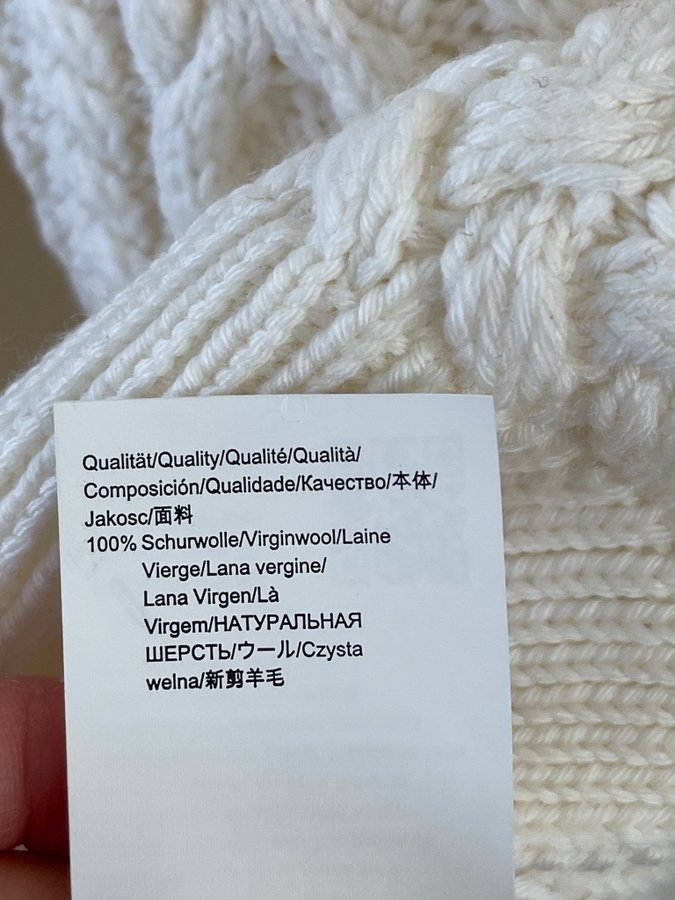 Qualität/Quality/Qualité/Qualità/
Composición/Qualidade/Качество/本体/
Jakosc/面料
100% Schurwolle/Virginwool/Laine
Vierge/Lana vergine/
Lana Virgen/Là
Virgem/НАТУРАЛЬНАЯ
ШЕРСТЬ/ウール/Czysta
welna/新剪羊毛